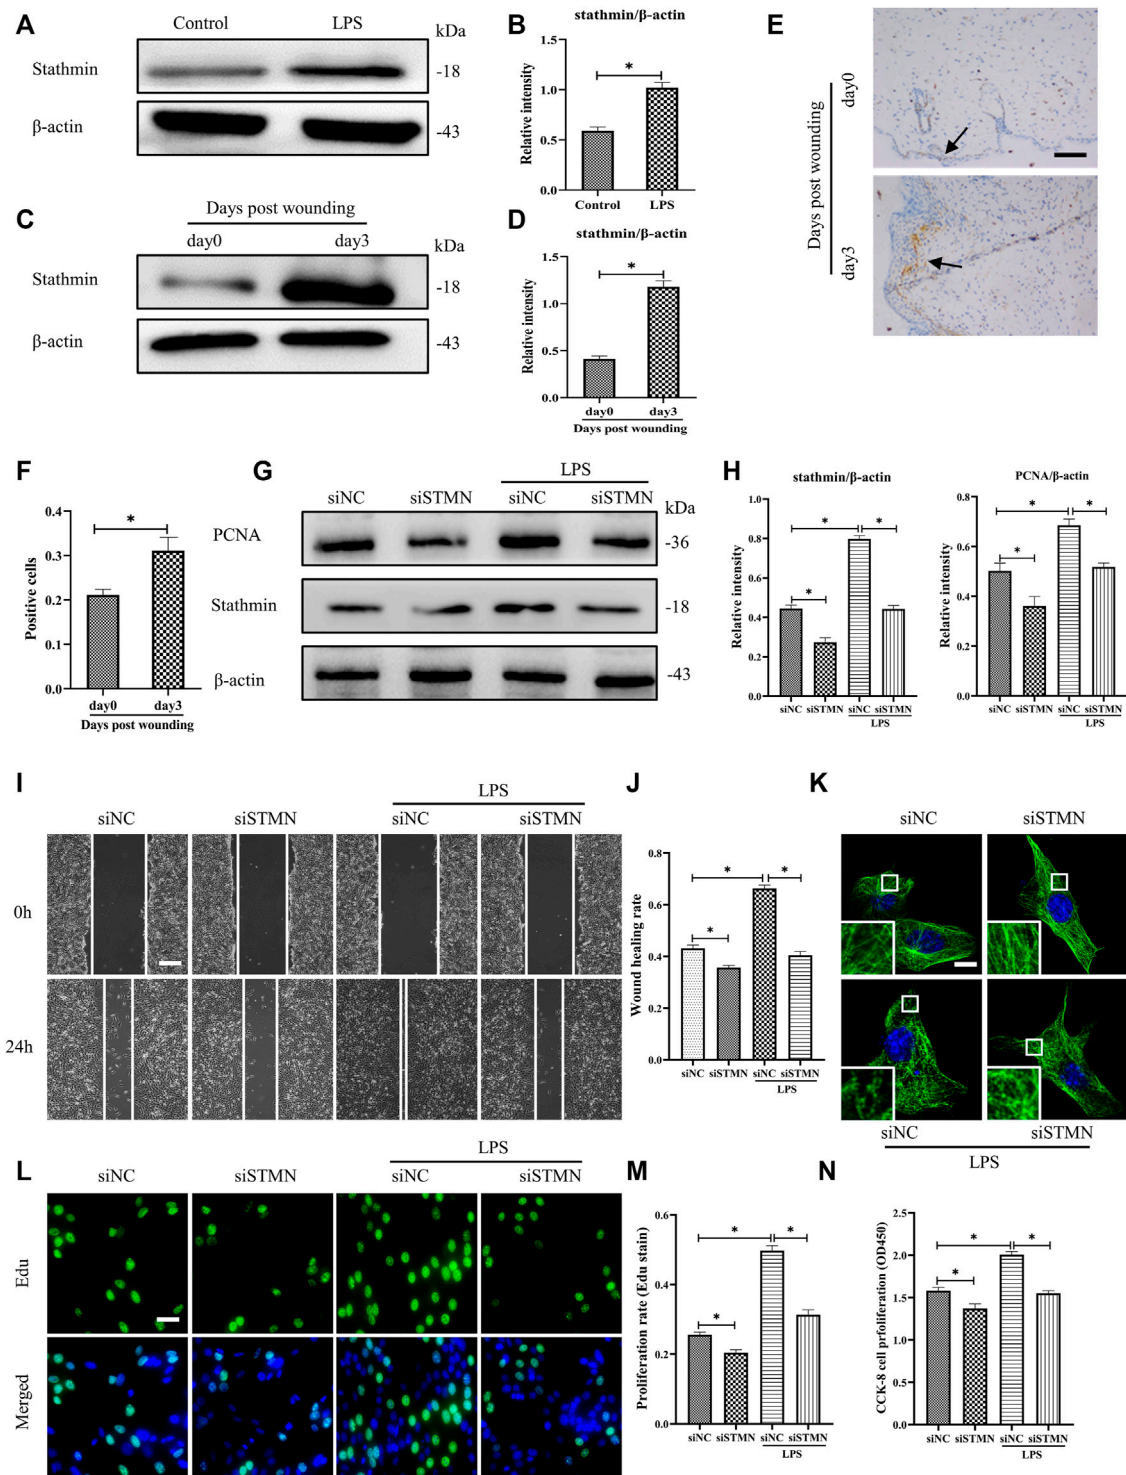 A
Control
LPS
kDa
Stathmin
-18
β-actin
-43
B
stathmin/β-actin
Relative intensity
1.5
1.0
0.5
0.0
*
Control
LPS
C
Days post wounding
day0
day3
kDa
Stathmin
-18
β-actin
-43
D
stathmin/β-actin
Relative intensity
1.5
1.0
0.5
0.0
*
day0
day3
Days post wounding
E
Days post wounding
day0
day3
F
Positive cells
0.4
0.3
0.2
0.1
0.0
*
day0
day3
Days post wounding
G
LPS
siNC
siSTMN
siNC
siSTMN
kDa
PCNA
-36
Stathmin
-18
β-actin
-43
H
stathmin/β-actin
Relative intensity
1.0
0.8
0.6
0.4
0.2
0.0
*
*
*
siNC
siSTMN
siNC
siSTMN
LPS
PCNA/β-actin
Relative intensity
0.8
0.6
0.4
0.2
0.0
*
*
*
siNC
siSTMN
siNC
siSTMN
LPS
I
LPS
siNC
siSTMN
siNC
siSTMN
0h
24h
J
Wound healing rate
0.8
0.6
0.4
0.2
0.0
*
*
*
siNC
siSTMN
siNC
siSTMN
LPS
K
siNC
siSTMN
siNC
siSTMN
LPS
L
LPS
siNC
siSTMN
siNC
siSTMN
Edu
Merged
M
Proliferation rate (Edu stain)
0.6
0.4
0.2
0.0
*
*
*
siNC
siSTMN
siNC
siSTMN
LPS
N
CCK-8 cell prfoliferation (OD450)
2.5
2.0
1.5
1.0
0.5
0.0
*
*
*
siNC
siSTMN
siNC
siSTMN
LPS